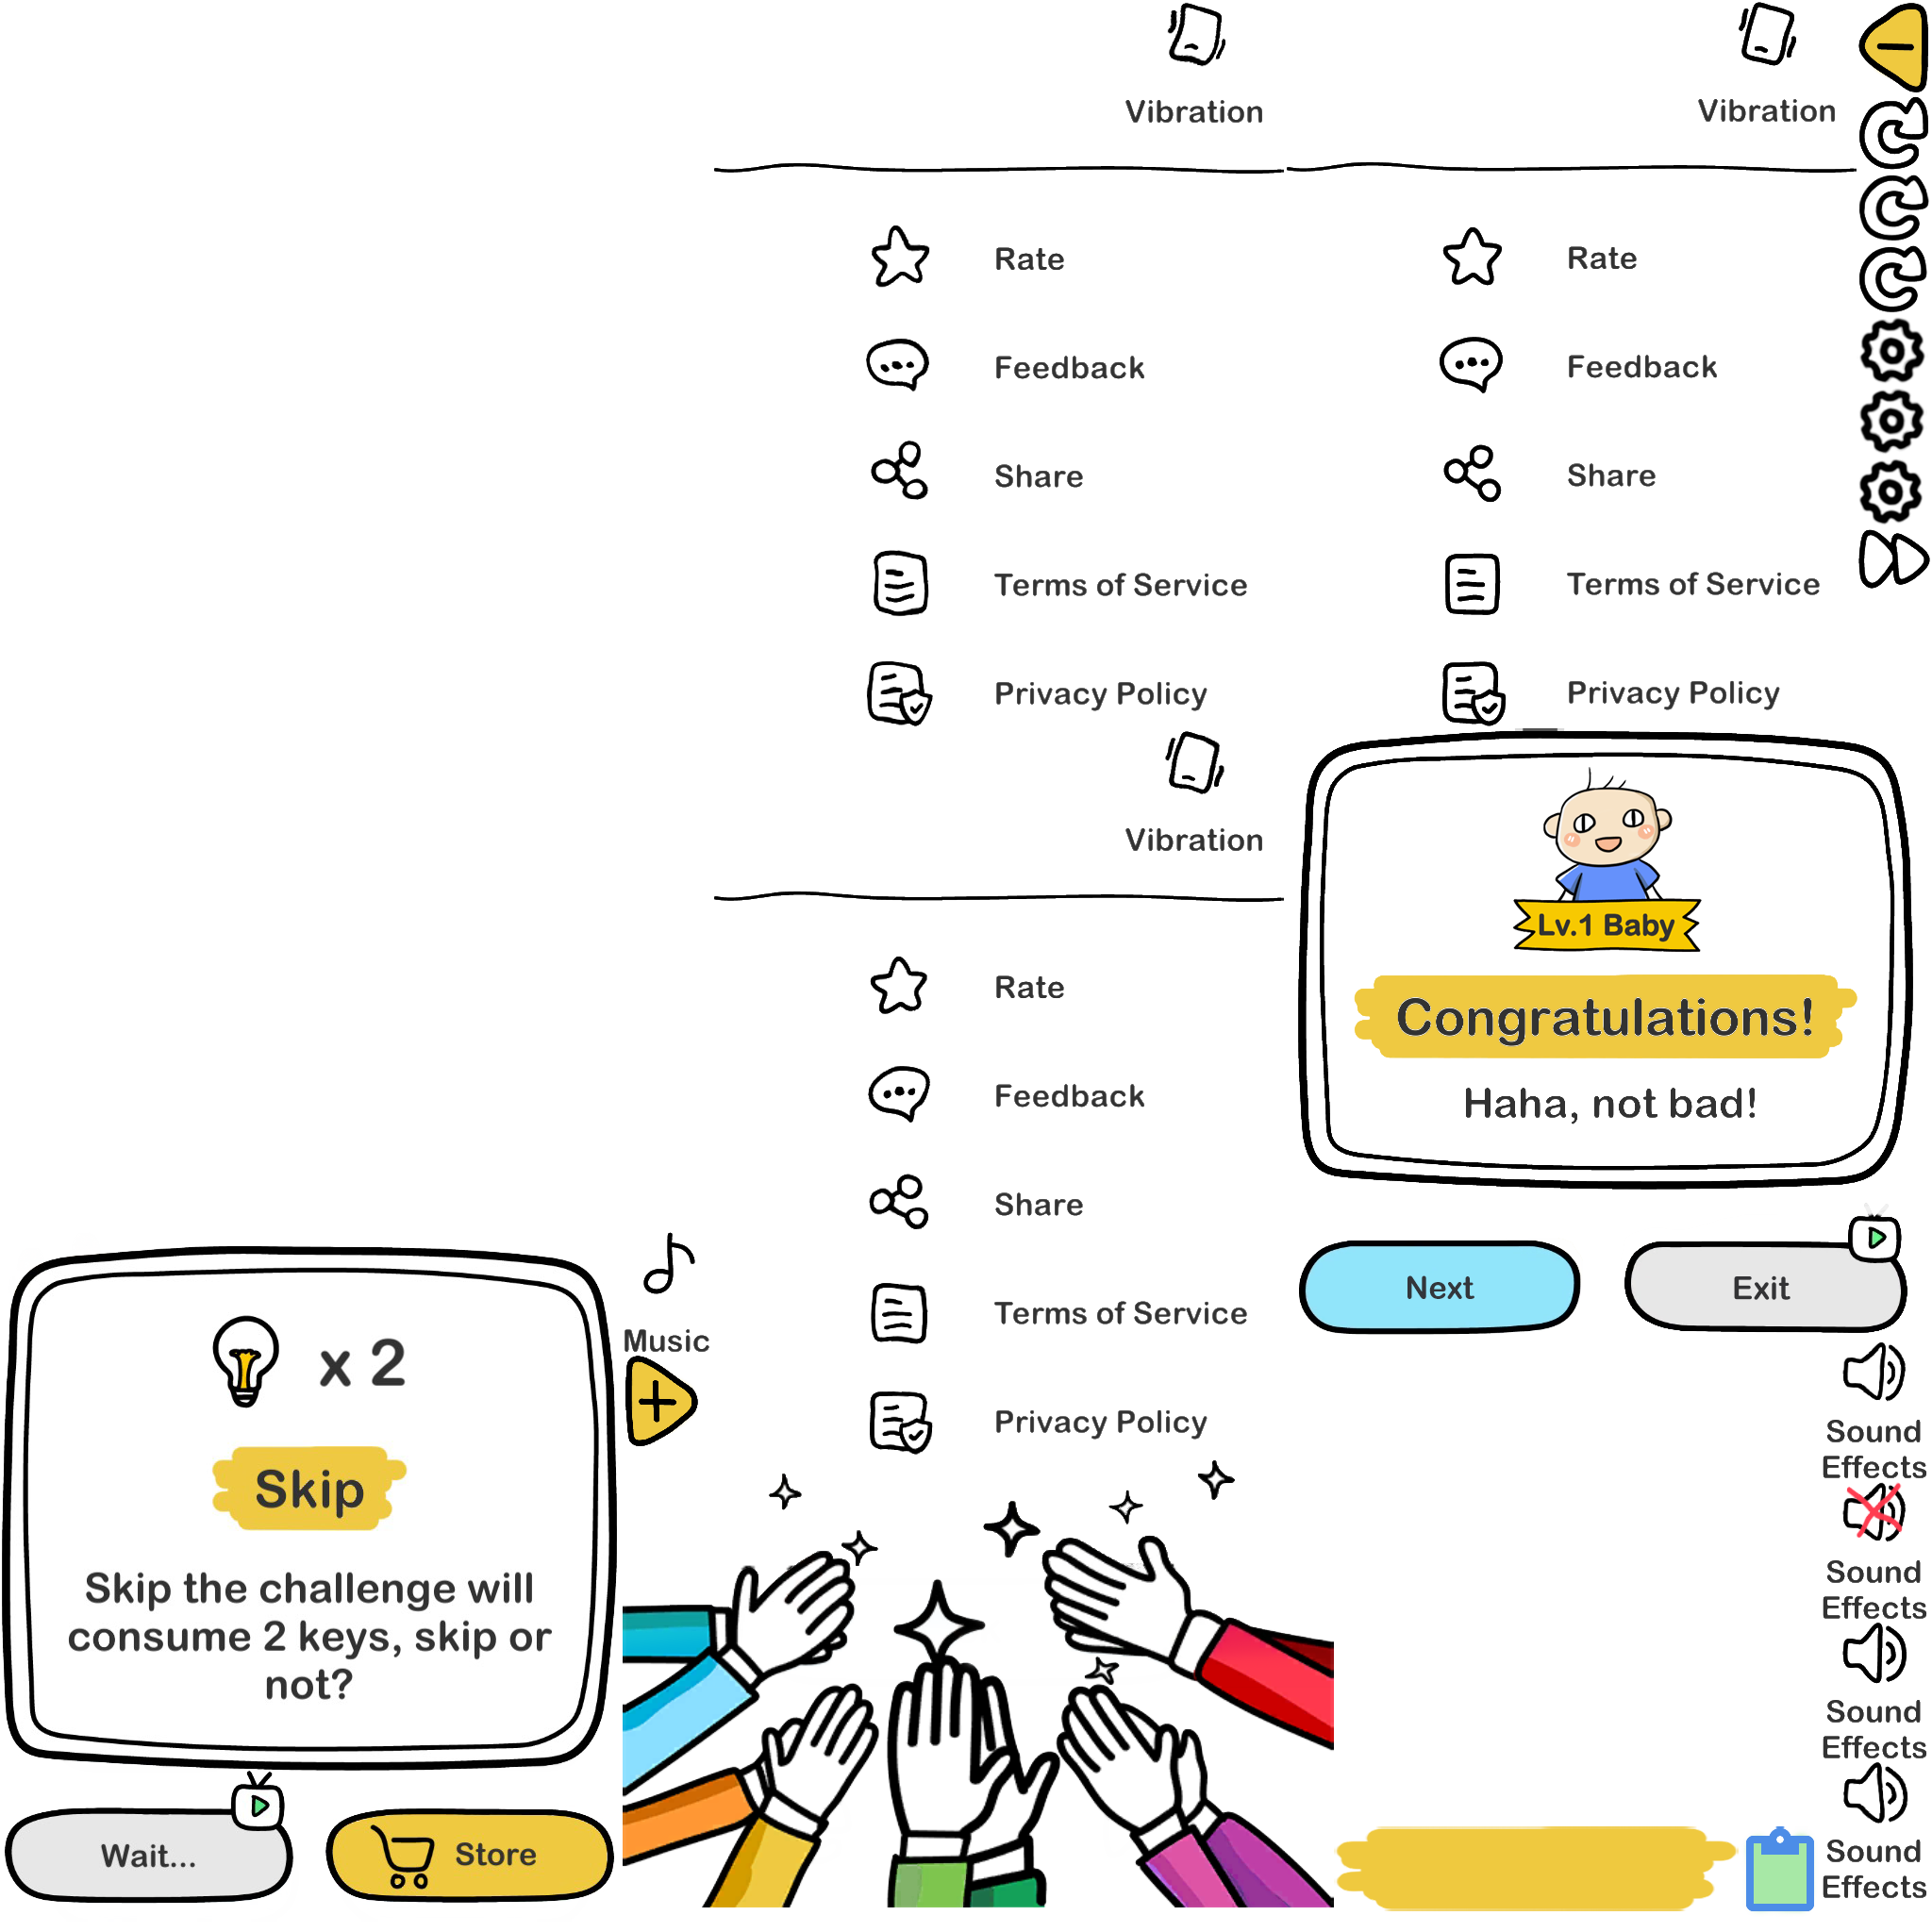 Vibration
Rate
Feedback
Share
Terms of Service
Privacy Policy
Vibration
Rate
Feedback
Share
Terms of Service
Privacy Policy
Vibration
Rate
Feedback
Share
Terms of Service
Privacy Policy
Lv.1 Baby
Congratulations!
Haha, not bad!
Next
Exit
x 2
Skip
Skip the challenge will
consume 2 keys, skip or
not?
Wait...
Store
Music
Sound
Effects
Sound
Effects
Sound
Effects
Sound
Effects